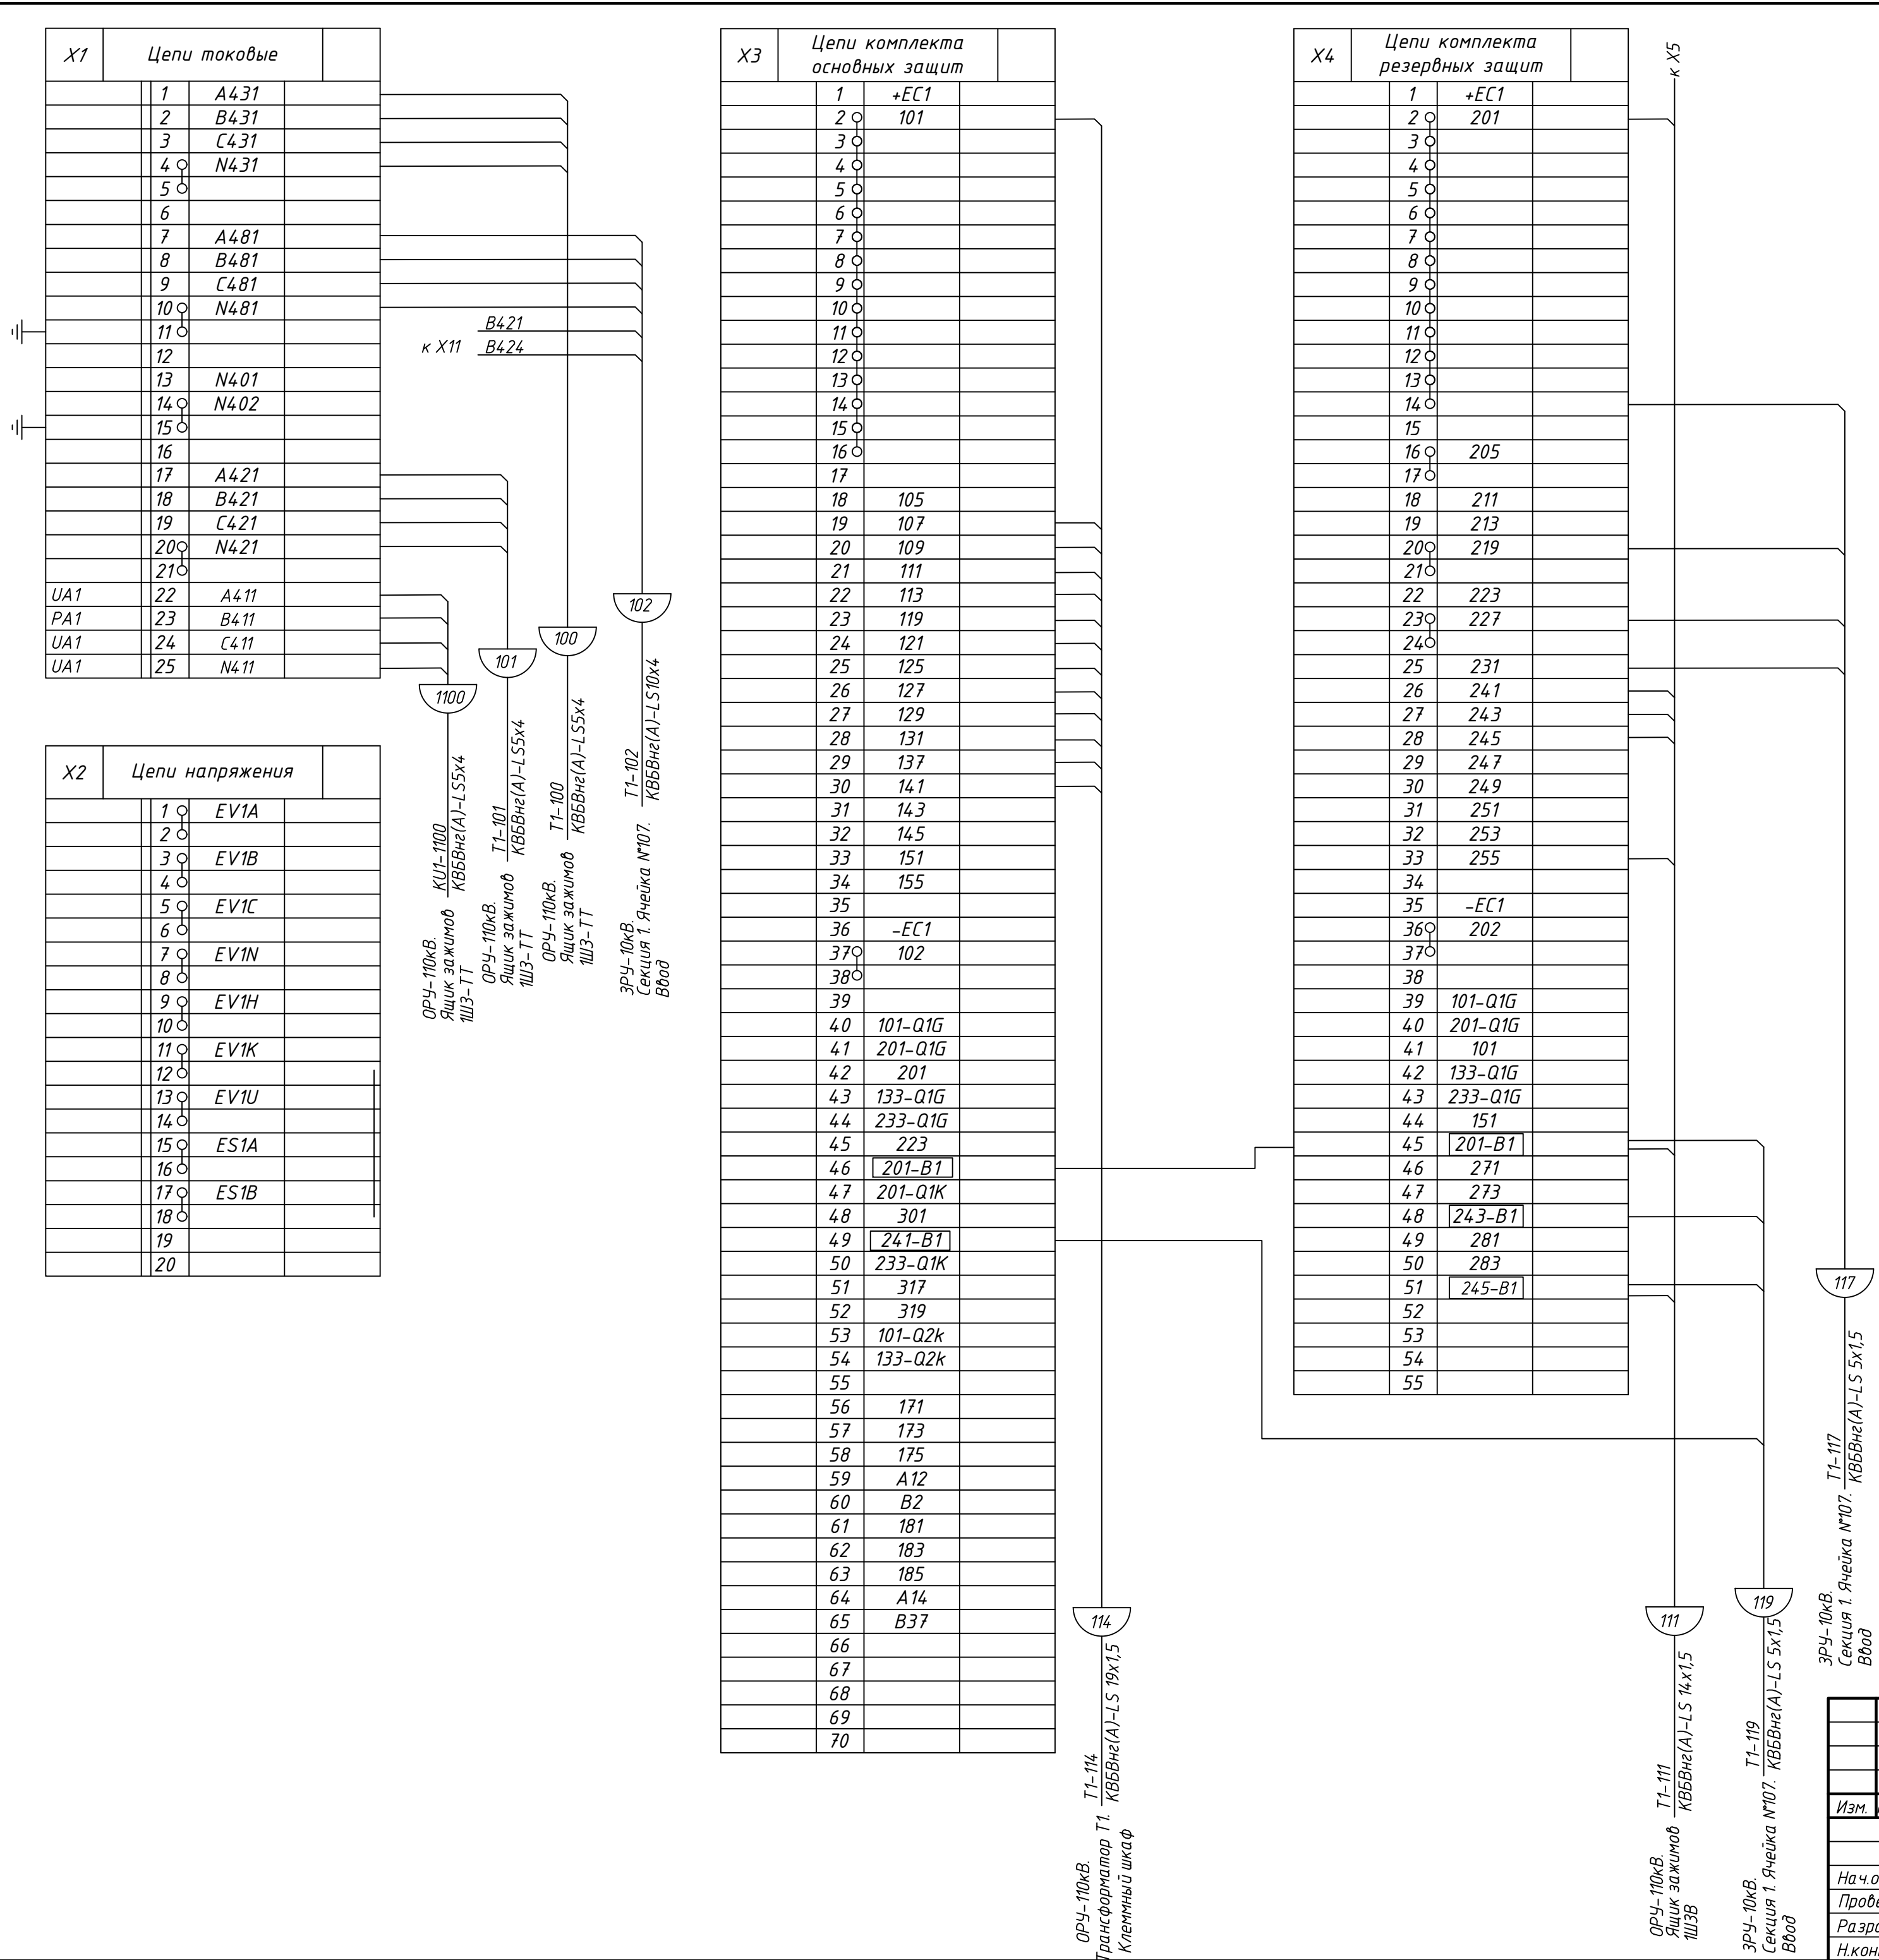 X1 Цепи токовые
1 A431
2 B431
3 C431
4 N431
5
6
7 A481
8 B481
9 C481
10 N481
11
12
13 N401
14 N402
15
16
17 A421
18 B421
19 C421
20 N421
21
UA1 22 A411
PA1 23 B411
UA1 24 C411
UA1 25 N411
B421
к X11 B424
102
100
101
1100
X2 Цепи напряжения
1 EV1A
2
3 EV1B
4
5 EV1C
6
7 EV1N
8
9 EV1H
10
11 EV1K
12
13 EV1U
14
15 ES1A
16
17 ES1B
18
19
20
KU1-1100
КВБВнг(А)-LS5x4
ОРУ-110кВ.
Ящик зажимов
1ШЗ-ТТ
T1-101
КВБВнг(А)-LS5x4
ОРУ-110кВ.
Ящик зажимов
1ШЗ-ТТ
T1-100
КВБВнг(А)-LS5x4
ОРУ-110кВ.
Ящик зажимов
1ШЗ-ТТ
T1-102
КВБВнг(А)-LS10x4
ЗРУ-10кВ.
Секция 1. Ячейка №107.
Ввод
X3 Цепи комплекта
основных защит
1 +EC1
2 101
3
4
5
6
7
8
9
10
11
12
13
14
15
16
17
18 105
19 107
20 109
21 111
22 113
23 119
24 121
25 125
26 127
27 129
28 131
29 137
30 141
31 143
32 145
33 151
34 155
35
36 -EC1
37 102
38
39
40 101-Q1G
41 201-Q1G
42 201
43 133-Q1G
44 233-Q1G
45 223
46 201-B1
47 201-Q1K
48 301
49 241-B1
50 233-Q1K
51 317
52 319
53 101-Q2k
54 133-Q2k
55
56 171
57 173
58 175
59 A12
60 B2
61 181
62 183
63 185
64 A14
65 B37
66
67
68
69
70
114
T1-114
КВБВнг(А)-LS 19x1,5
ОРУ-110кВ.
Трансформатор Т1.
Клеммный шкаф
X4 Цепи комплекта
резервных защит
к X5
1 +EC1
2 201
3
4
5
6
7
8
9
10
11
12
13
14
15
16 205
17
18 211
19 213
20 219
21
22 223
23 227
24
25 231
26 241
27 243
28 245
29 247
30 249
31 251
32 253
33 255
34
35 -EC1
36 202
37
38
39 101-Q1G
40 201-Q1G
41 101
42 133-Q1G
43 233-Q1G
44 151
45 201-B1
46 271
47 273
48 243-B1
49 281
50 283
51 245-B1
52
53
54
55
111
T1-111
КВБВнг(А)-LS 14x1,5
ОРУ-110кВ.
Ящик зажимов
1ШЗВ
119
T1-119
КВБВнг(А)-LS 5x1,5
ЗРУ-10кВ.
Секция 1. Ячейка №107.
Ввод
117
T1-117
КВБВнг(А)-LS 5x1,5
ЗРУ-10кВ.
Секция 1. Ячейка №107.
Ввод
Изм.
Нач.о
Прове
Разра
Н.кон